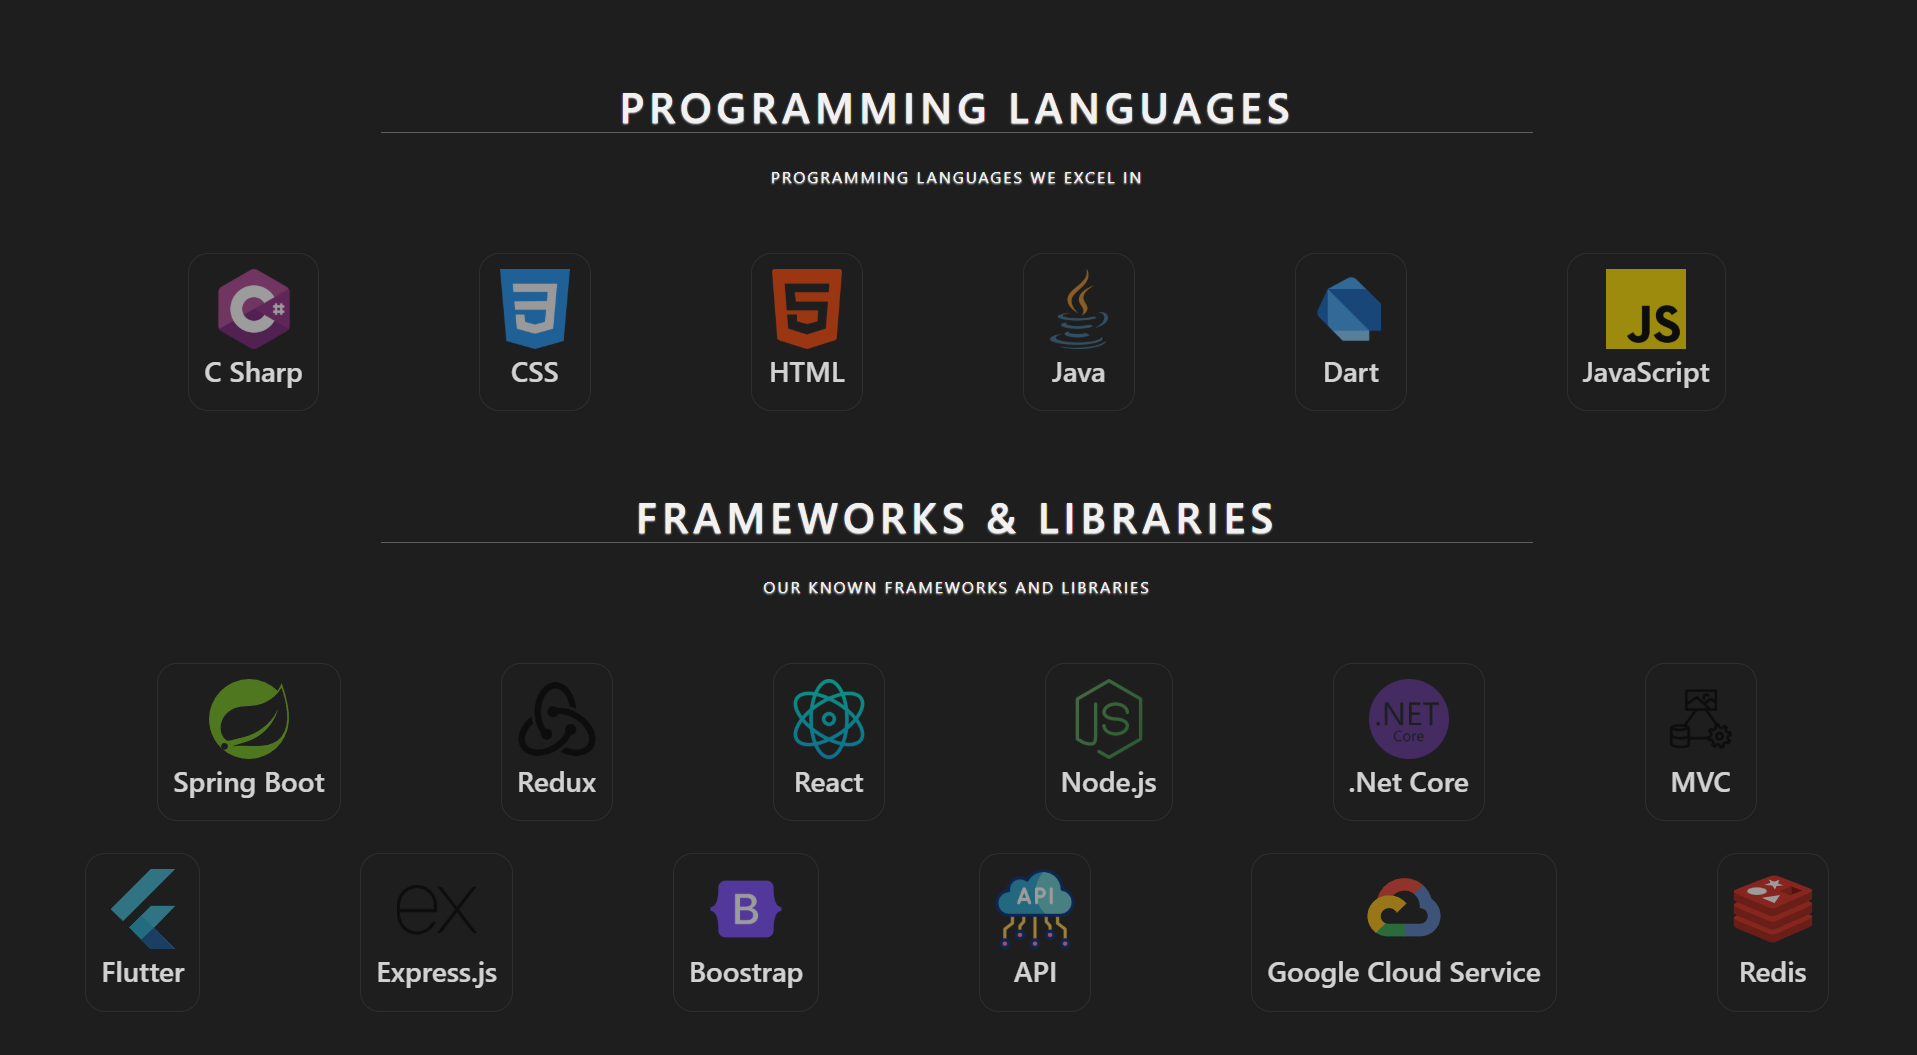 PROGRAMMING LANGUAGES
PROGRAMMING LANGUAGES WE EXCEL IN
C#
JS
C Sharp
CSS
HTML
Java
Dart
JavaScript
FRAMEWORKS & LIBRARIES
OUR KNOWN FRAMEWORKS AND LIBRARIES
JS
.NET
Core
Spring Boot
Redux
React
Node.js
.Net Core
MVC
ex
B
API
Flutter
Express.js
Boostrap
API
Google Cloud Service
Redis